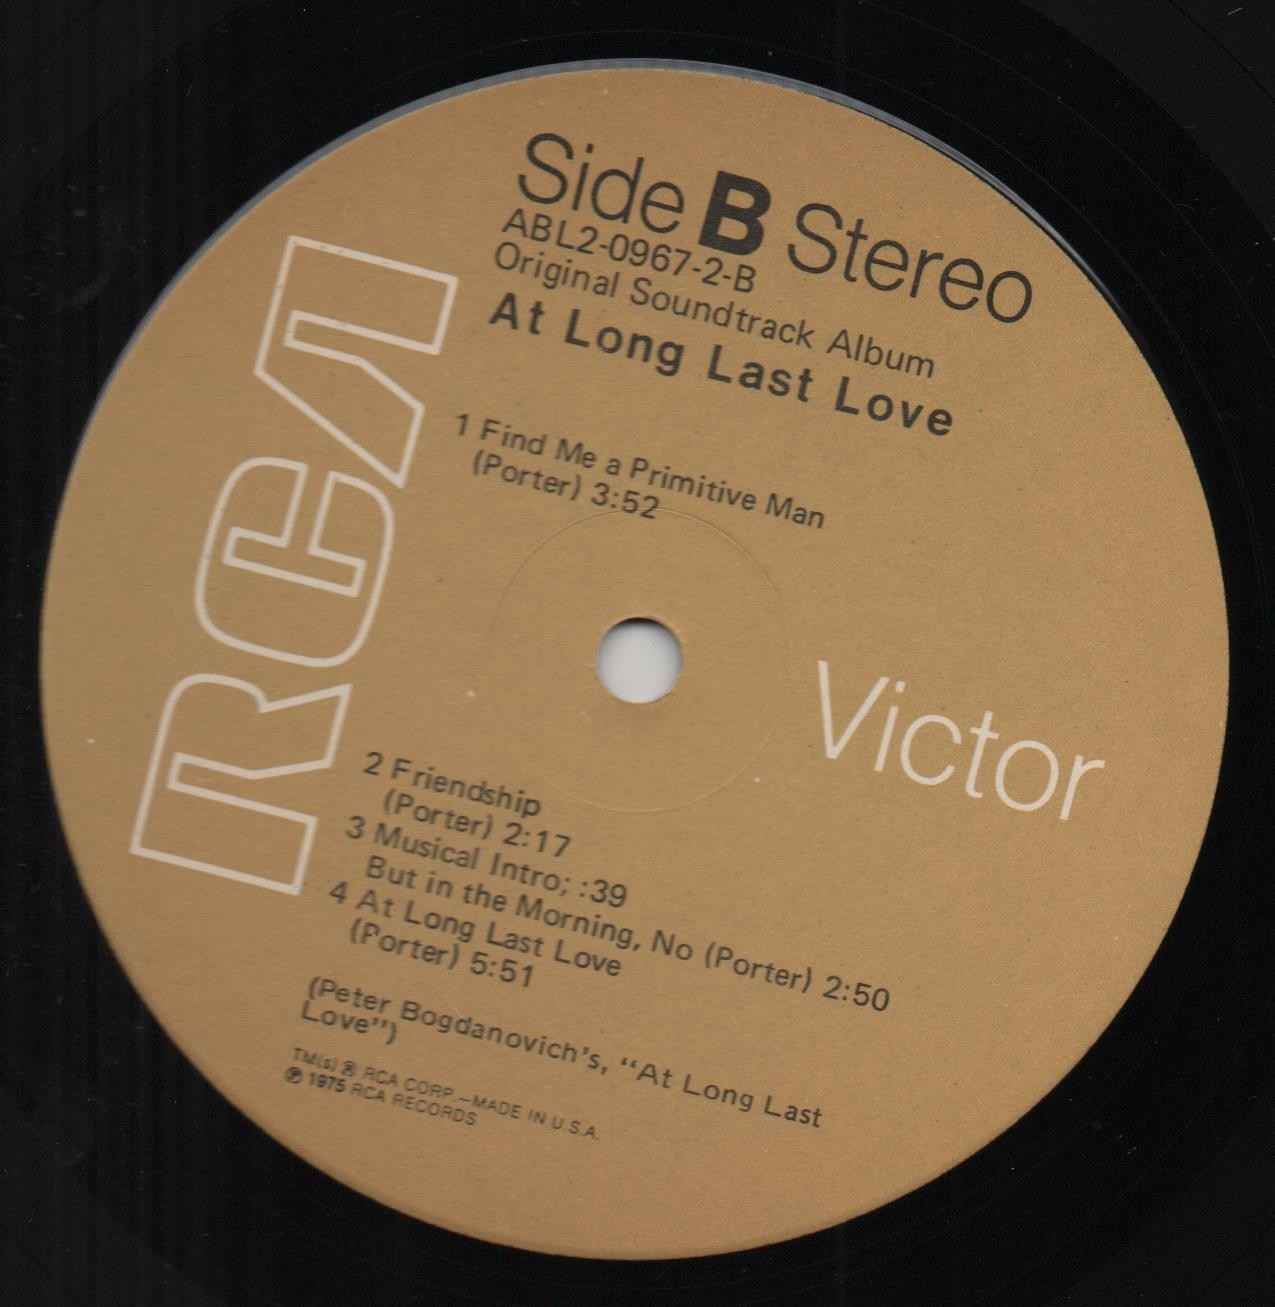 Side B Stereo
ABL2-0967-2-B
Original Soundtrack Album
At Long Last Love
1 Find Me a Primitive Man
(Porter) 3:52
RCA
Victor
2 Friendship
(Porter) 2:17
3 Musical Intro; :39
But in the Morning, No (Porter) 2:50
4 At Long Last Love
(Porter) 5:51
(Peter Bogdanovich's, “At Long Last
Love”)
TM(s) ® RCA CORP.—MADE IN U.S.A.
℗ 1975 RCA RECORDS